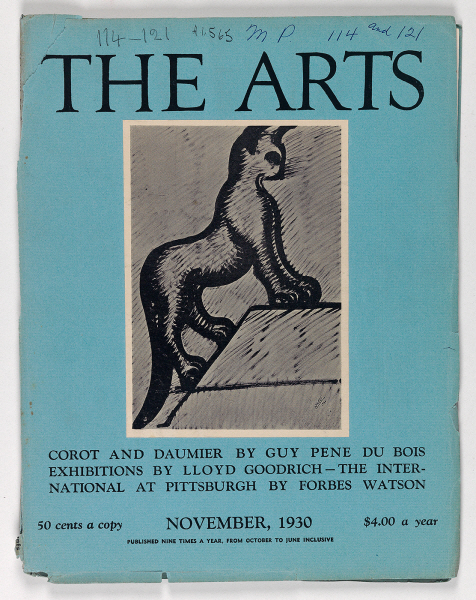 114-121 M P 114 and 121
THE ARTS
COROT AND DAUMIER BY GUY PENE DU BOIS
EXHIBITIONS BY LLOYD GOODRICH—THE INTER-
NATIONAL AT PITTSBURGH BY FORBES WATSON
50 cents a copy NOVEMBER, 1930 $4.00 a year
PUBLISHED NINE TIMES A YEAR, FROM OCTOBER TO JUNE INCLUSIVE